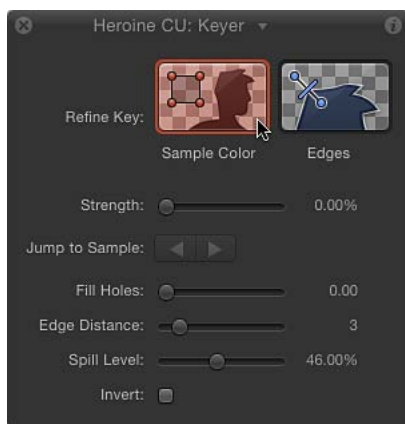 Heroine CU: Keyer
Refine Key:
Sample Color Edges
Strength: 0.00%
Jump to Sample:
Fill Holes: 0.00
Edge Distance: 3
Spill Level: 46.00%
Invert: